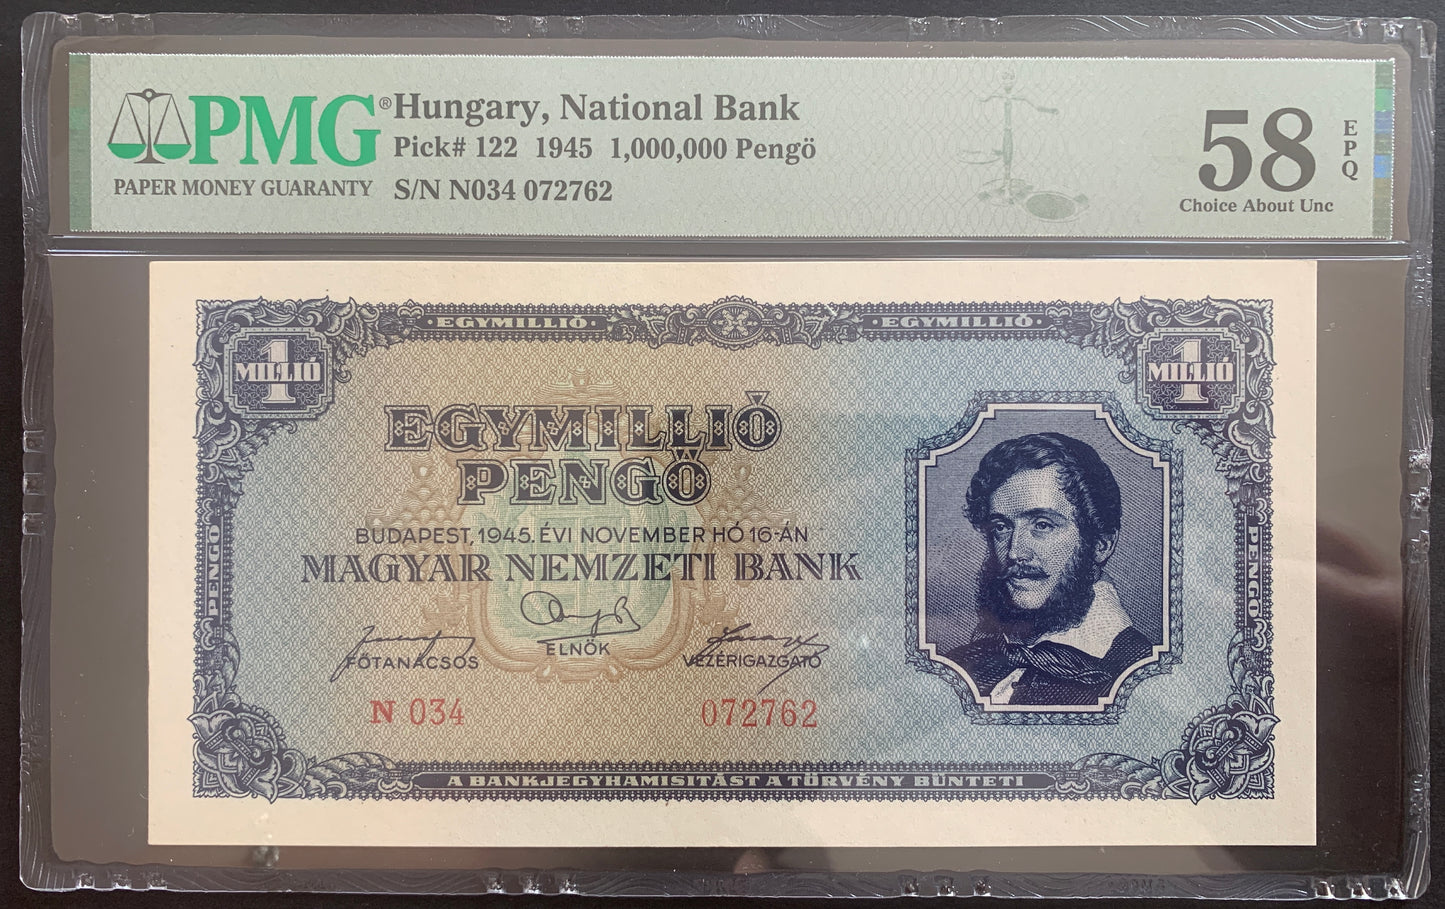 PMG®
PAPER MONEY GUARANTY
Hungary, National Bank
Pick# 122 1945 1,000,000 Pengö
S/N N034 072762
58
EPQ
Choice About Unc
EGYMILLIÓ
EGYMILLIÓ
1
MILLIÓ
1
MILLIÓ
EGYMILLIÓ
PENGŐ
BUDAPEST, 1945. ÉVI NOVEMBER HÓ 16-ÁN
MAGYAR NEMZETI BANK
FŐTANÁCSOS
ELNÖK
VEZÉRIGAZGATÓ
PENGŐ
PENGŐ
N 034
072762
A BANKJEGYHAMISITÁST A TÖRVÉNY BÜNTETI